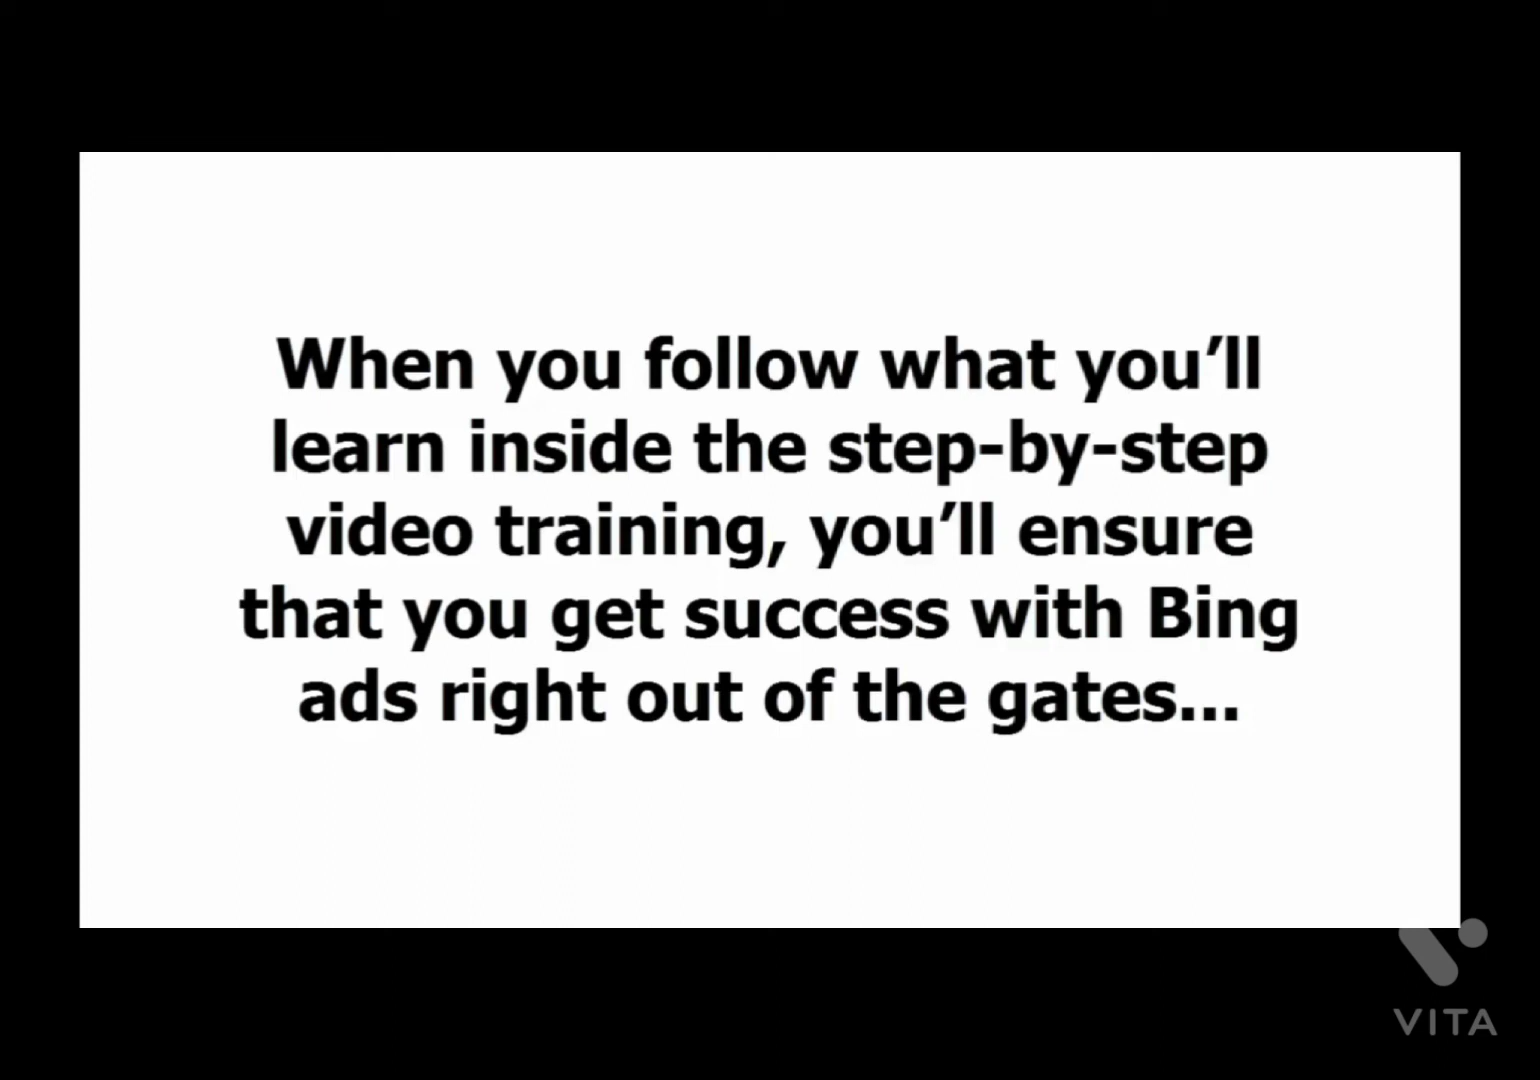 When you follow what you’ll
learn inside the step-by-step
video training, you’ll ensure
that you get success with Bing
ads right out of the gates...
VITA